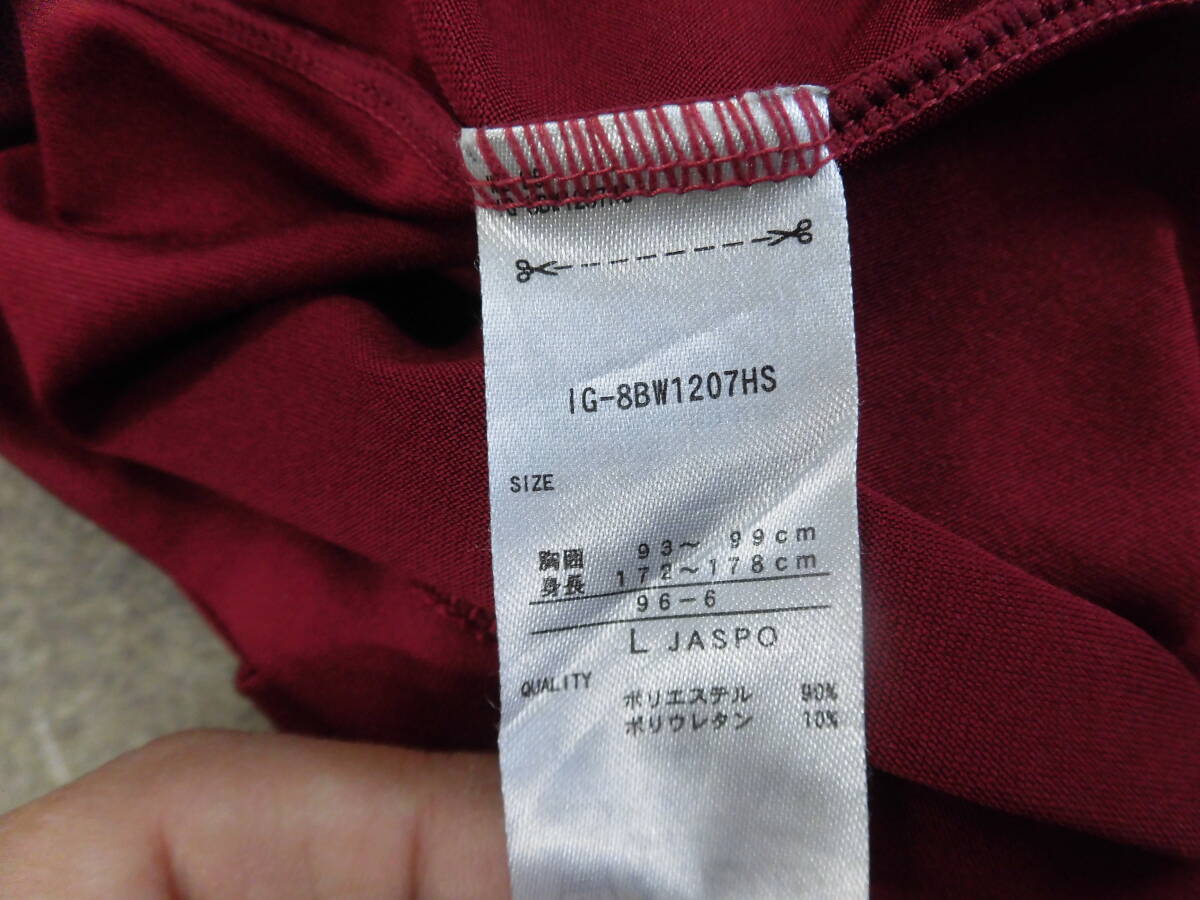 IG-8BW1207HS
SIZE
胸囲 93～ 99cm
身長 172～178cm
96-6
L JASPO
QUALITY
ポリエステル 90%
ポリウレタン 10%